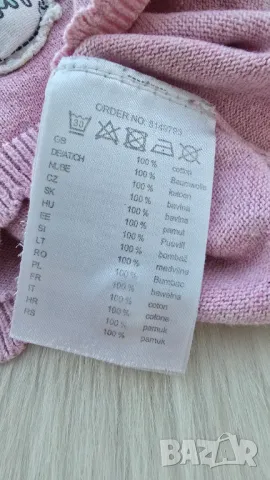 ORDER NO: 8149793
30
GB 100 % cotton
DE/AT/CH 100 % Baumwolle
NL/BE 100 % katoen
CZ 100 % bavlna
SK 100 % bavlna
HU 100 % pamut
EE 100 % Puuvill
SI 100 % bombaž
LT 100 % medvilnė
RO 100 % Bumbac
PL 100 % bawełna
FR 100 % coton
IT 100 % cotone
HR 100 % pamuk
RS 100 % pamuk
bazar.bg